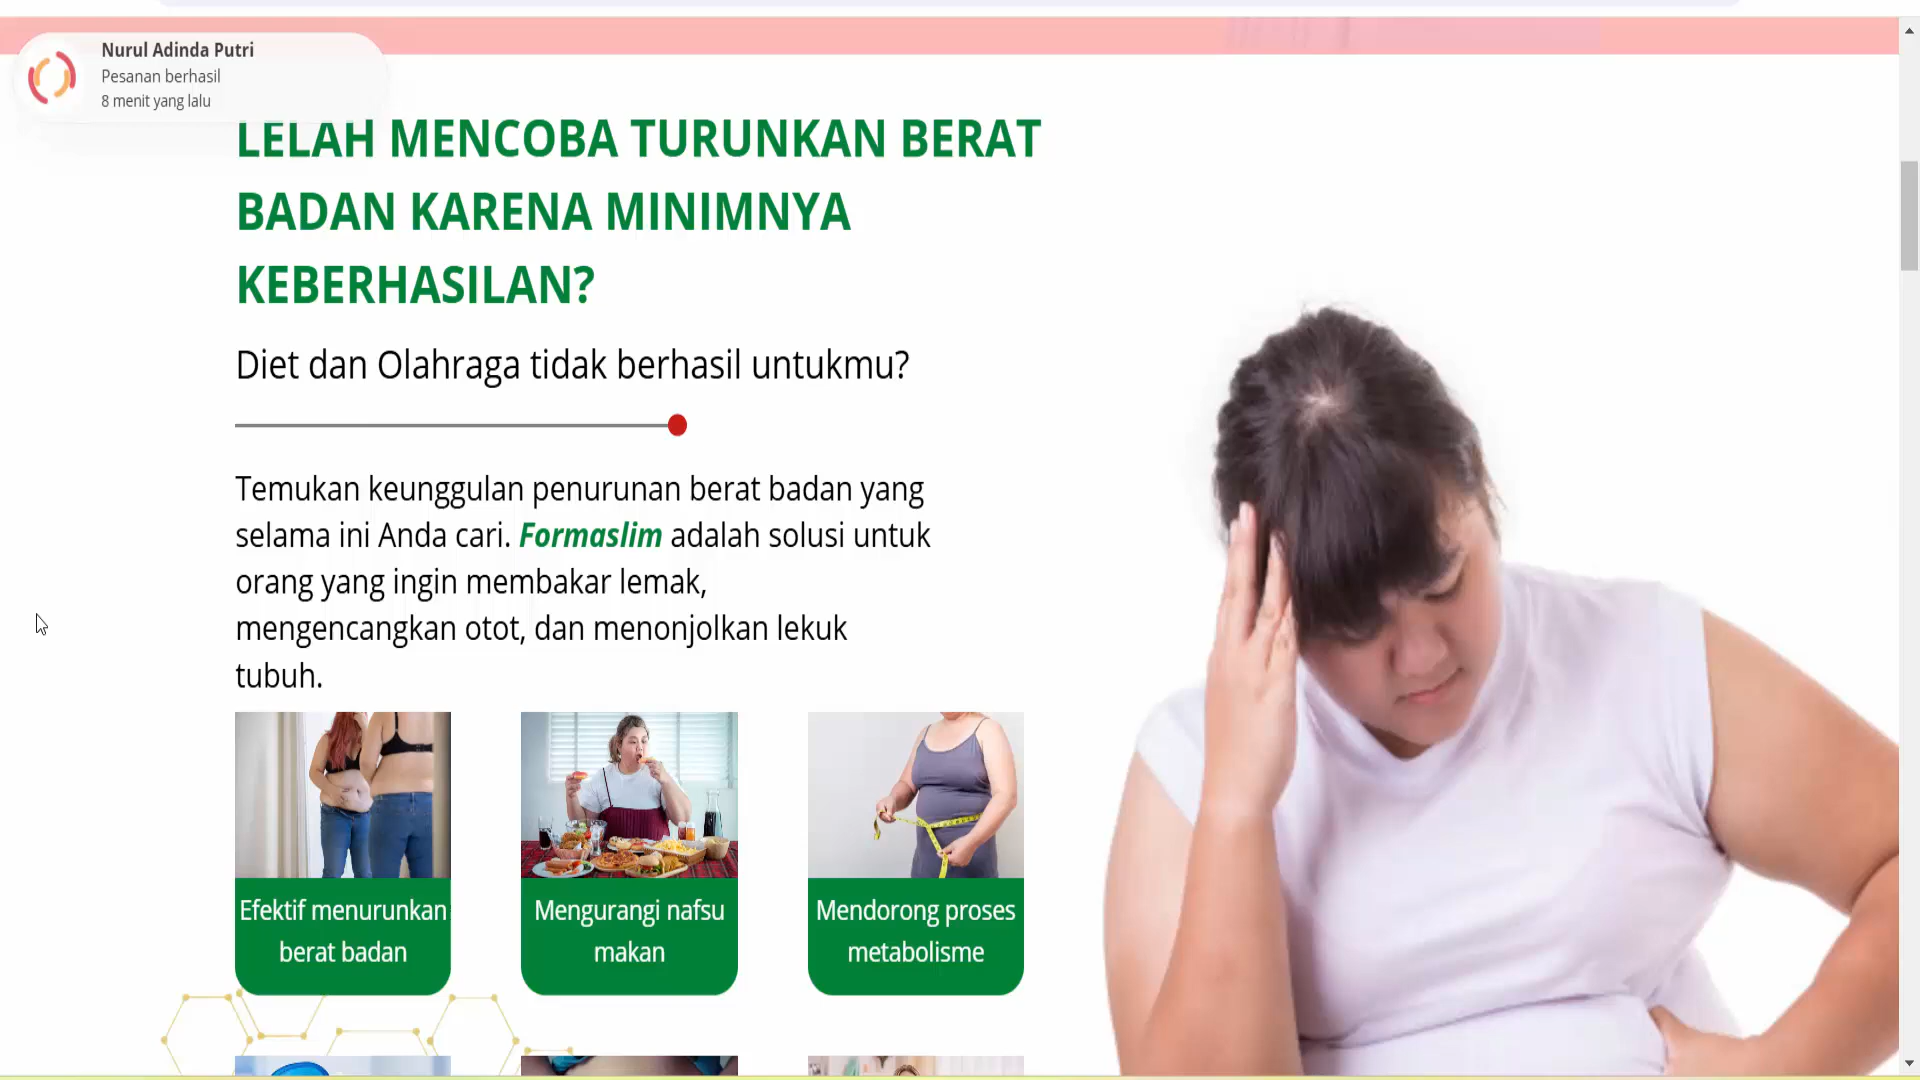 Nurul Adinda Putri
Pesanan berhasil
8 menit yang lalu
LELAH MENCOBA TURUNKAN BERAT
BADAN KARENA MINIMNYA
KEBERHASILAN?
Diet dan Olahraga tidak berhasil untukmu?
Temukan keunggulan penurunan berat badan yang
selama ini Anda cari. Formaslim adalah solusi untuk
orang yang ingin membakar lemak,
mengencangkan otot, dan menonjolkan lekuk
tubuh.
Efektif menurunkan
berat badan
Mengurangi nafsu
makan
Mendorong proses
metabolisme